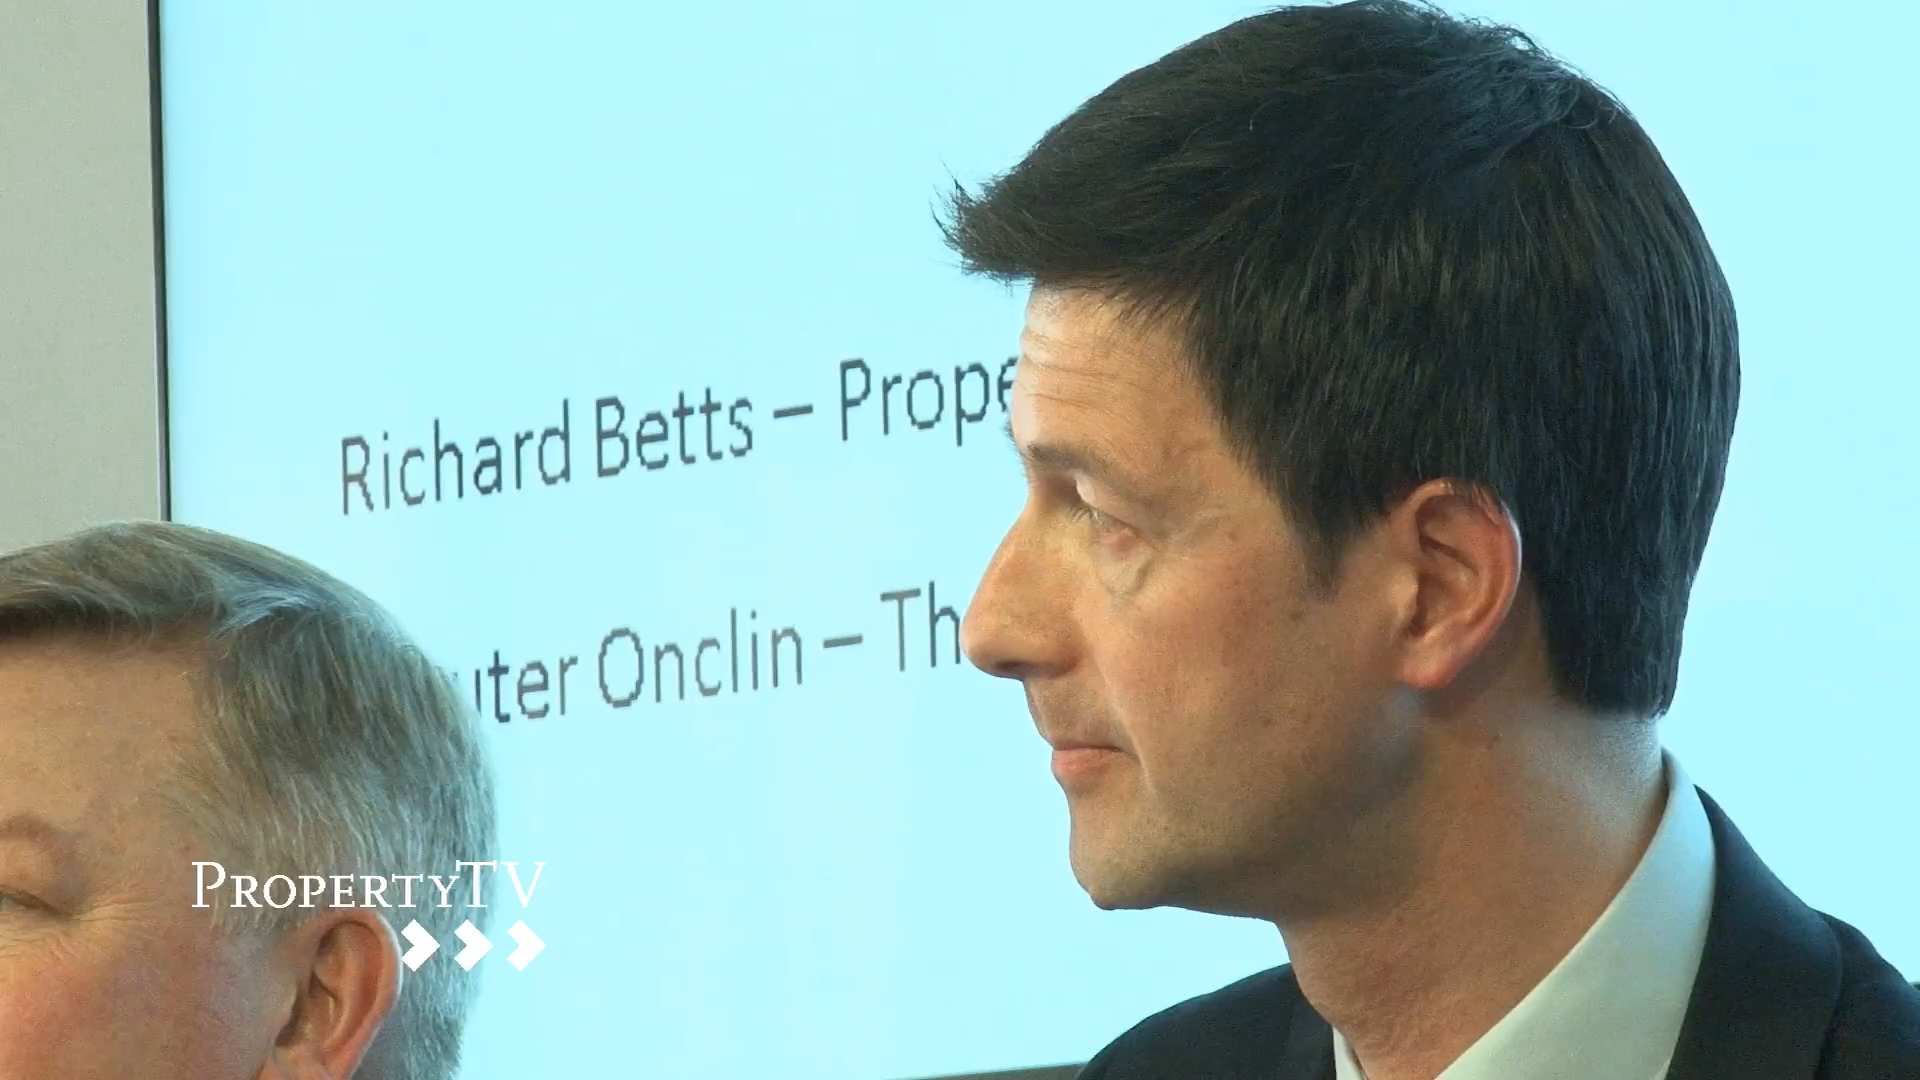 Richard Betts – Prope
uter Onclin – Th
PROPERTYTV